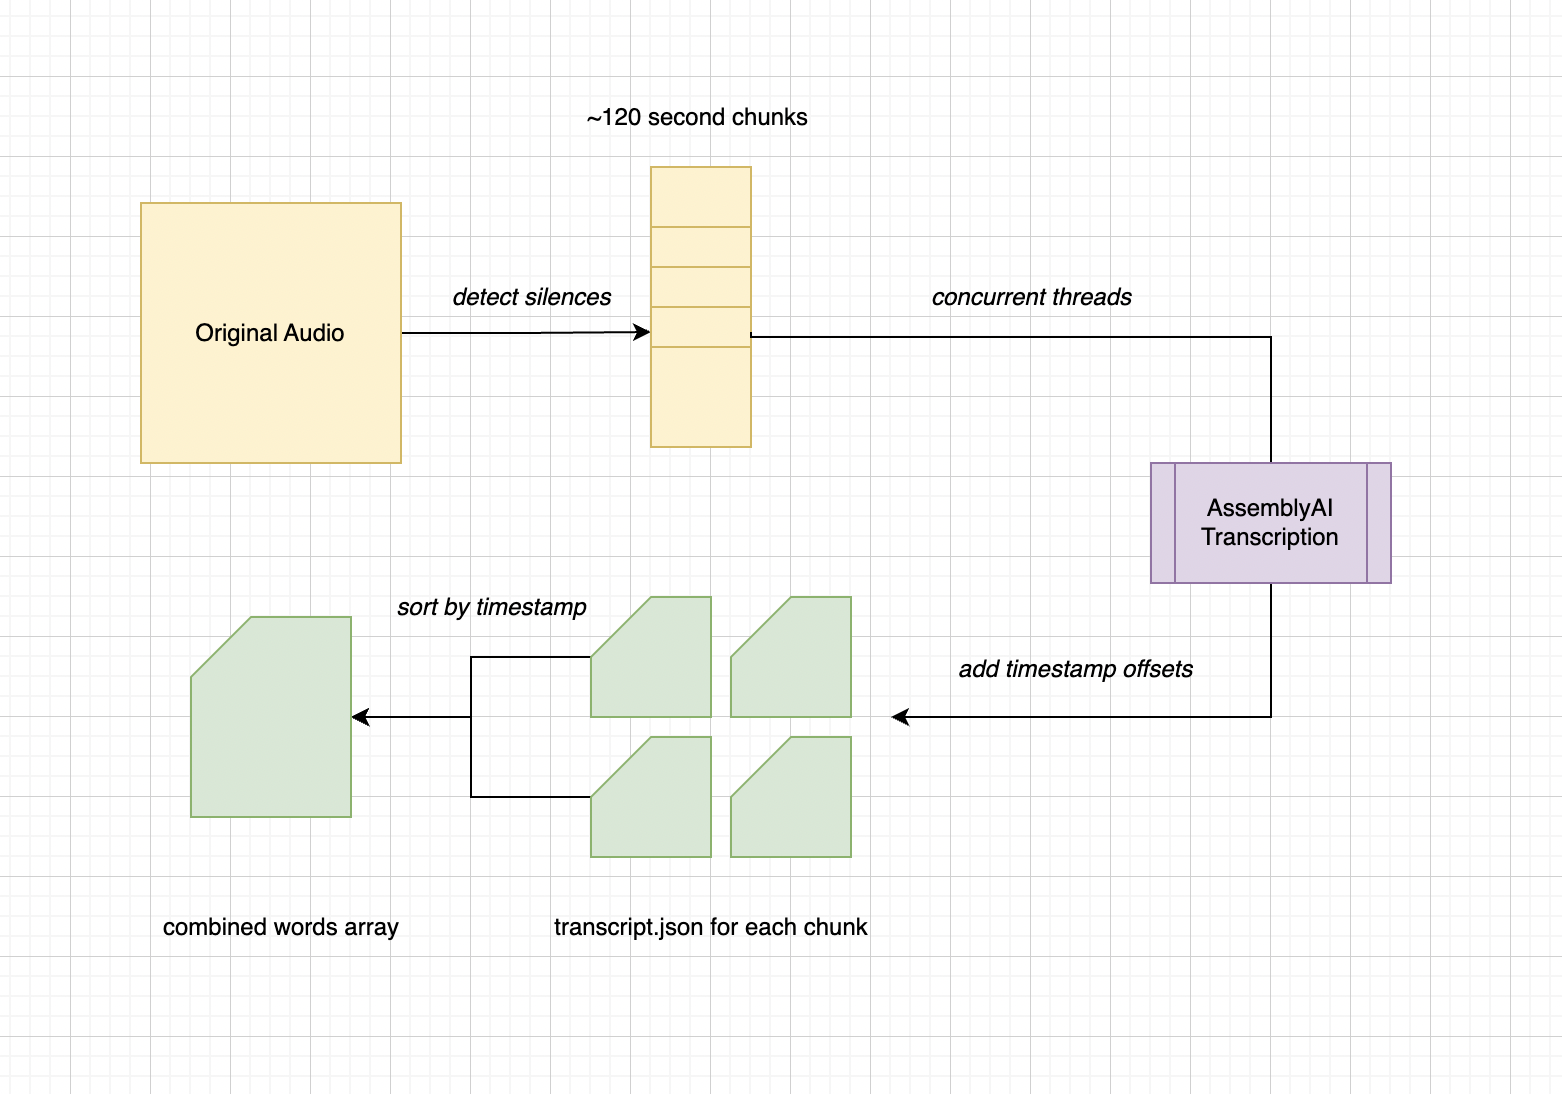 ~120 second chunks
Original Audio
detect silences
concurrent threads
AssemblyAI
Transcription
sort by timestamp
add timestamp offsets
combined words array
transcript.json for each chunk